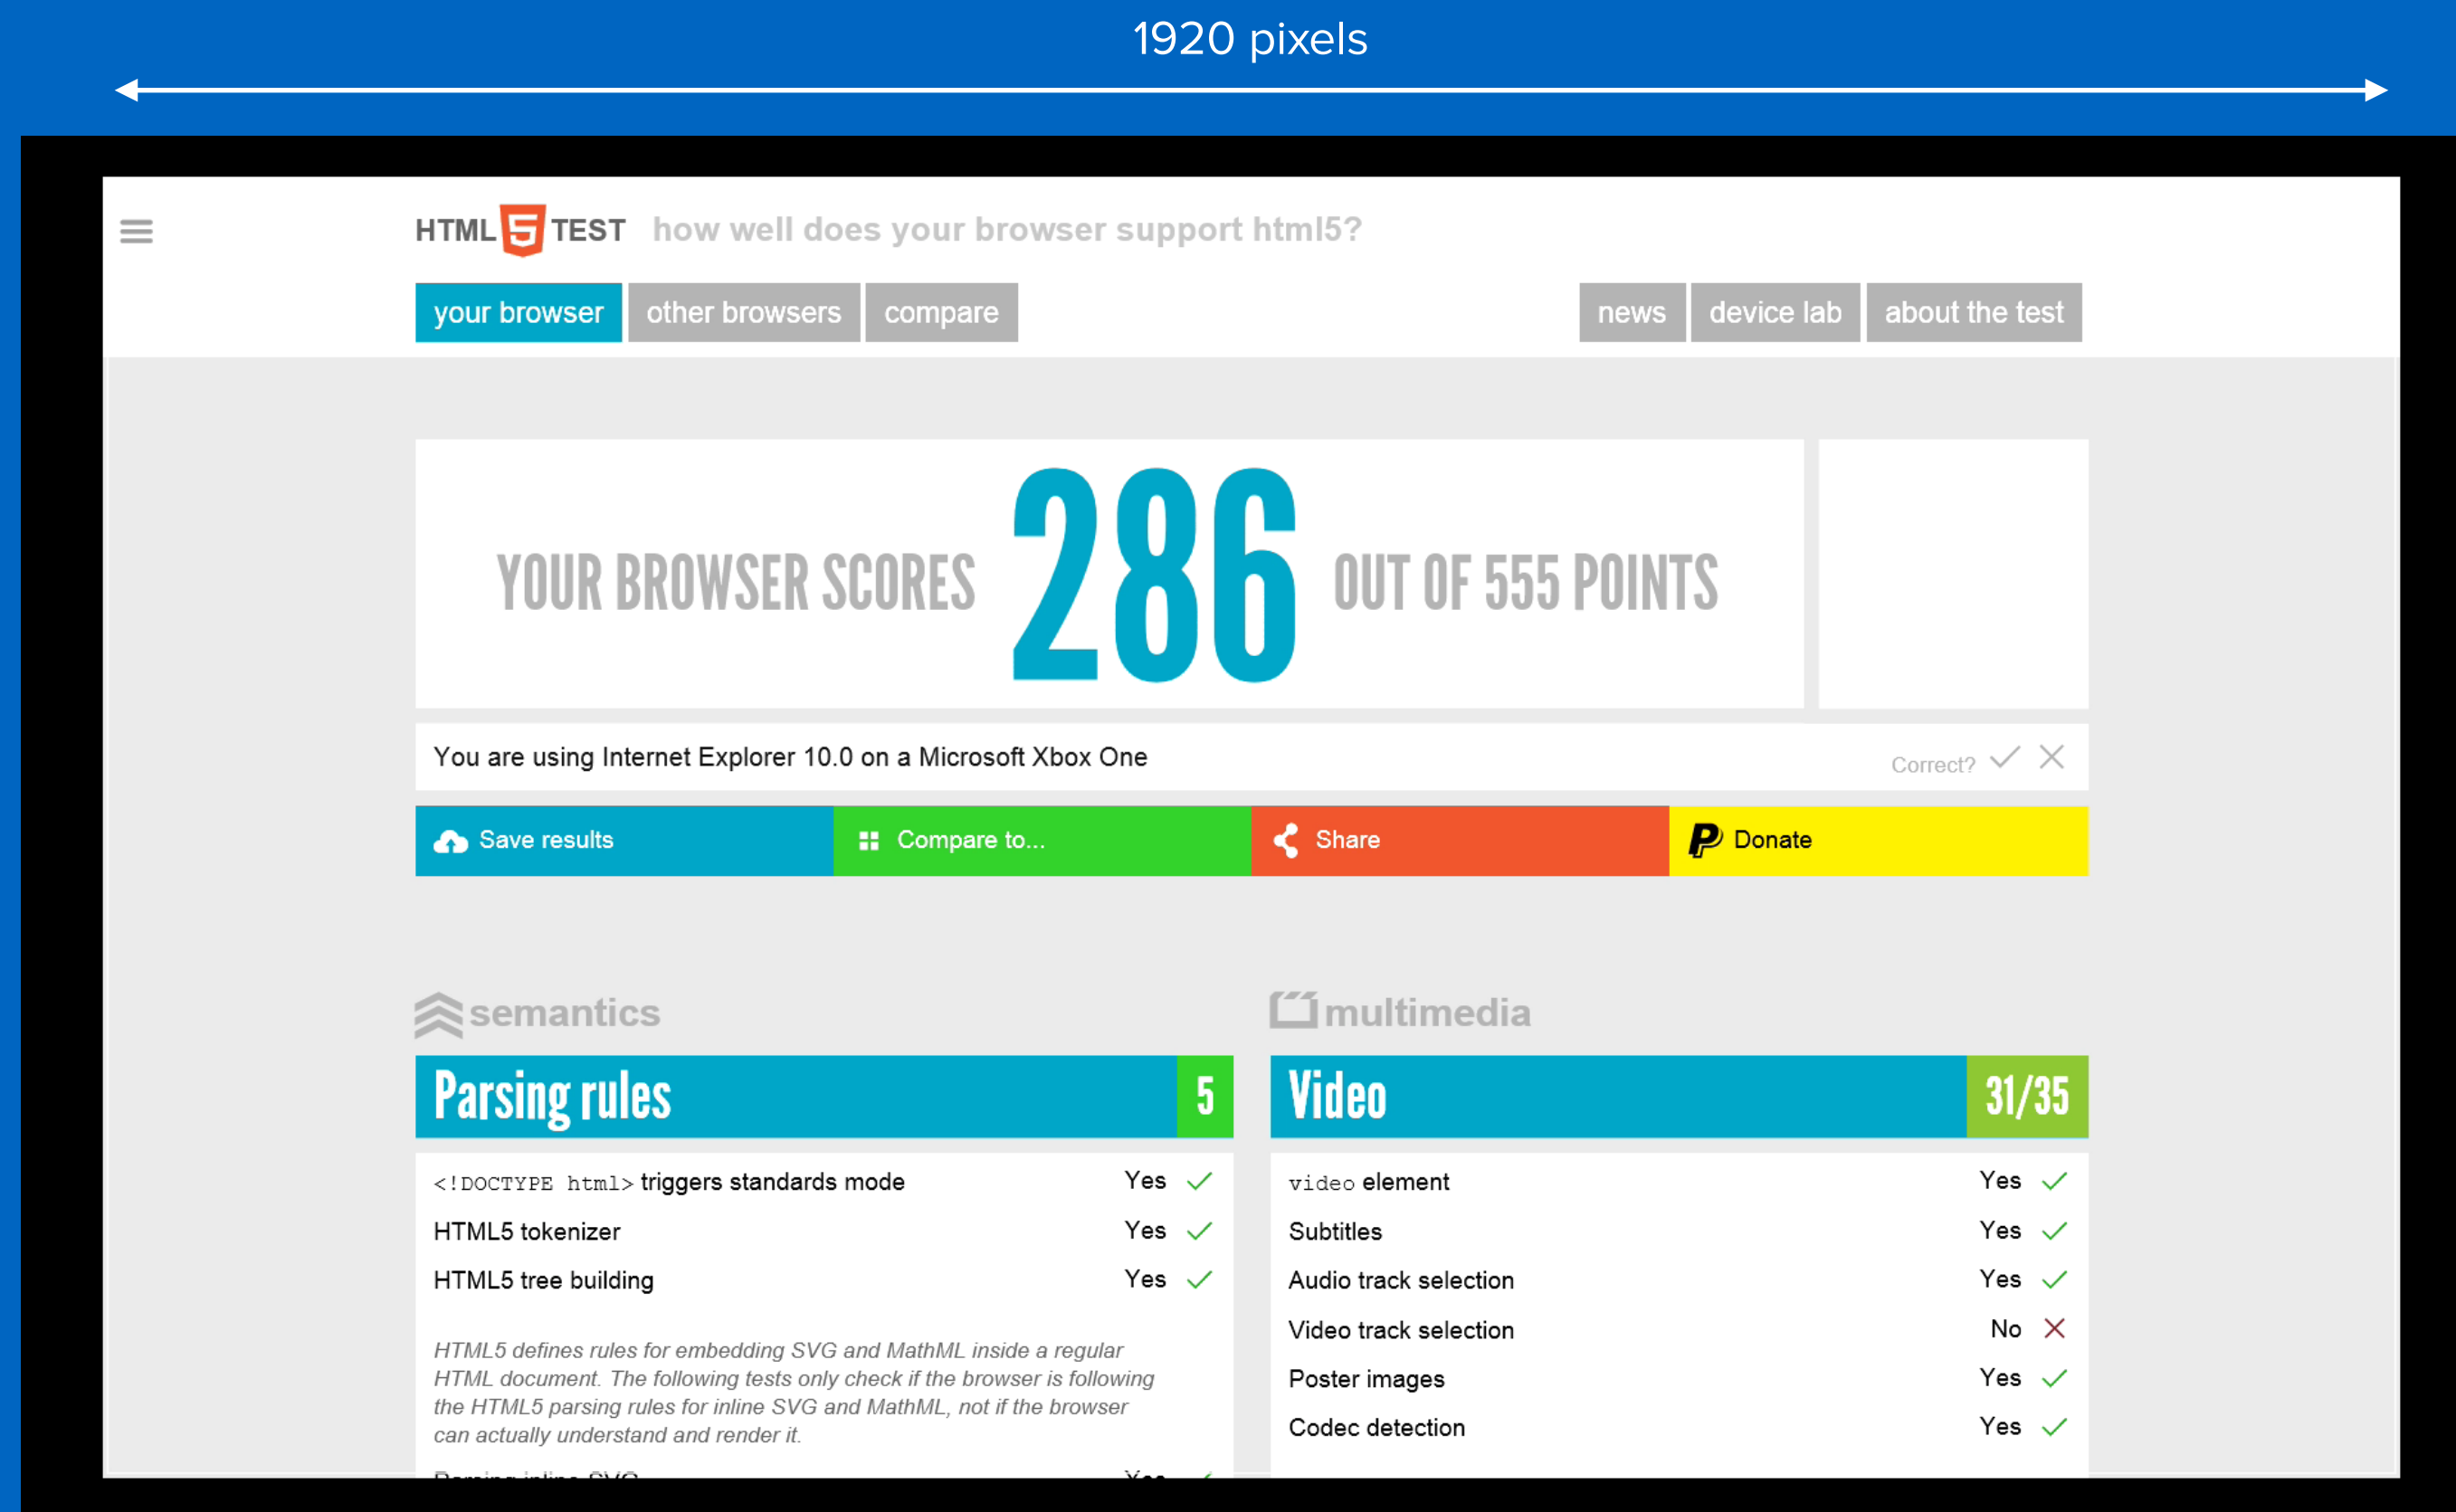 1920 pixels
HTML5TEST how well does your browser support html5?
your browser other browsers compare news device lab about the test
YOUR BROWSER SCORES 286 OUT OF 555 POINTS
You are using Internet Explorer 10.0 on a Microsoft Xbox One Correct?
Save results Compare to... Share Donate
semantics
Parsing rules 5
<!DOCTYPE html> triggers standards mode Yes
HTML5 tokenizer Yes
HTML5 tree building Yes
HTML5 defines rules for embedding SVG and MathML inside a regular
HTML document. The following tests only check if the browser is following
the HTML5 parsing rules for inline SVG and MathML, not if the browser
can actually understand and render it.
Parsing inline SVG Yes
multimedia
Video 31/35
video element Yes
Subtitles Yes
Audio track selection Yes
Video track selection No
Poster images Yes
Codec detection Yes